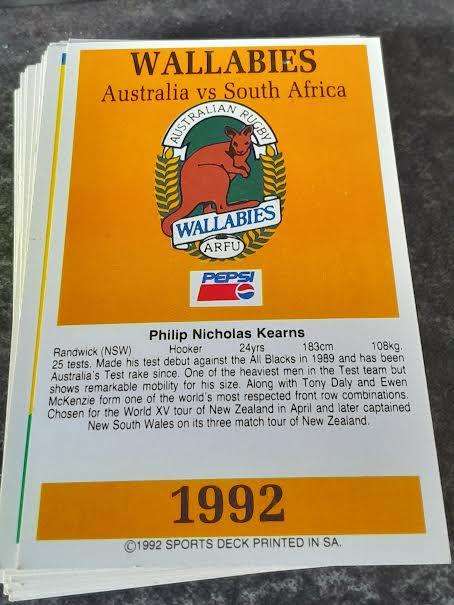 WALLABIES
Australia vs South Africa
AUSTRALIAN RUGBY
WALLABIES
ARFU
PEPSI
Philip Nicholas Kearns
Randwick (NSW) Hooker 24yrs 183cm 108kg.
25 tests. Made his test debut against the All Blacks in 1989 and has been
Australia's Test rake since. One of the heaviest men in the Test team but
shows remarkable mobility for his size. Along with Tony Daly and Ewen
McKenzie form one of the world's most respected front row combinations.
Chosen for the World XV tour of New Zealand in April and later captained
New South Wales on its three match tour of New Zealand.
1992
©1992 SPORTS DECK PRINTED IN SA.